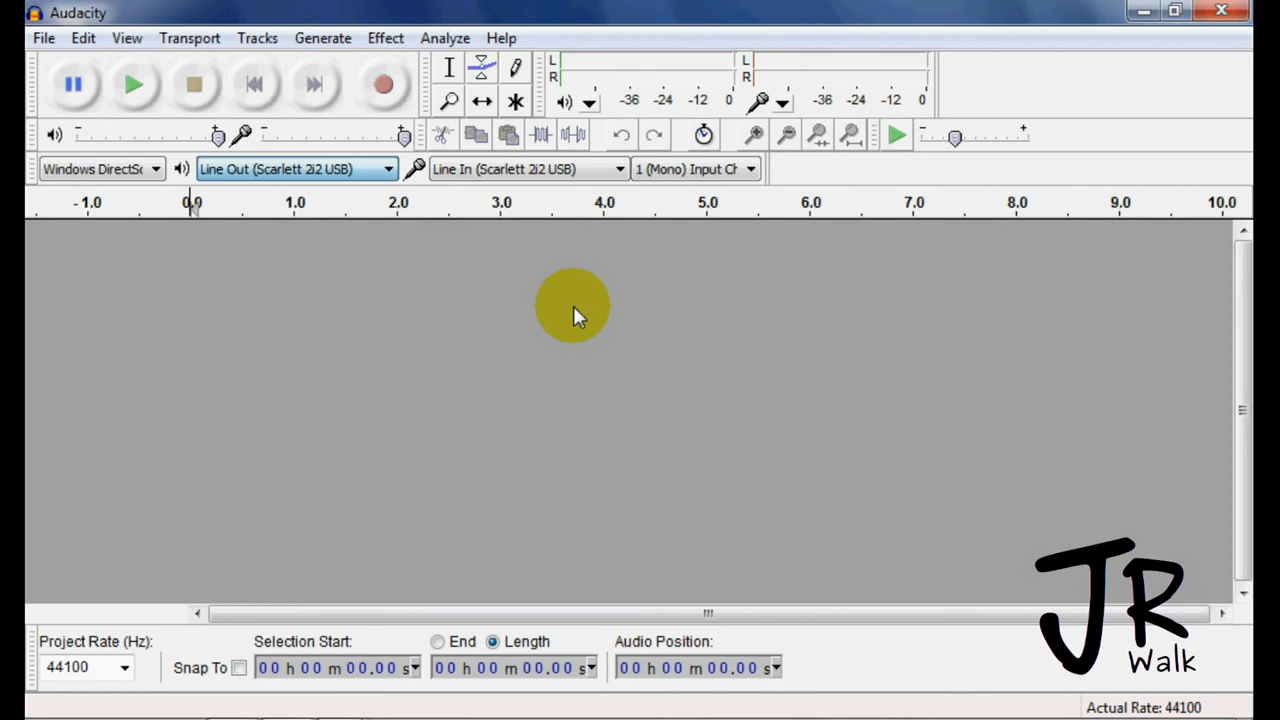 Audacity
File Edit View Transport Tracks Generate Effect Analyze Help
L L
R R
-36 -24 -12 0 -36 -24 -12 0
Windows DirectSo Line Out (Scarlett 2i2 USB) Line In (Scarlett 2i2 USB) 1 (Mono) Input Ch
- 1.0 0.0 1.0 2.0 3.0 4.0 5.0 6.0 7.0 8.0 9.0 10.0
JR
Walk
Project Rate (Hz): Selection Start: End Length Audio Position:
44100 Snap To 00 h 00 m 00.00 s 00 h 00 m 00.00 s 00 h 00 m 00.00 s
Actual Rate: 44100